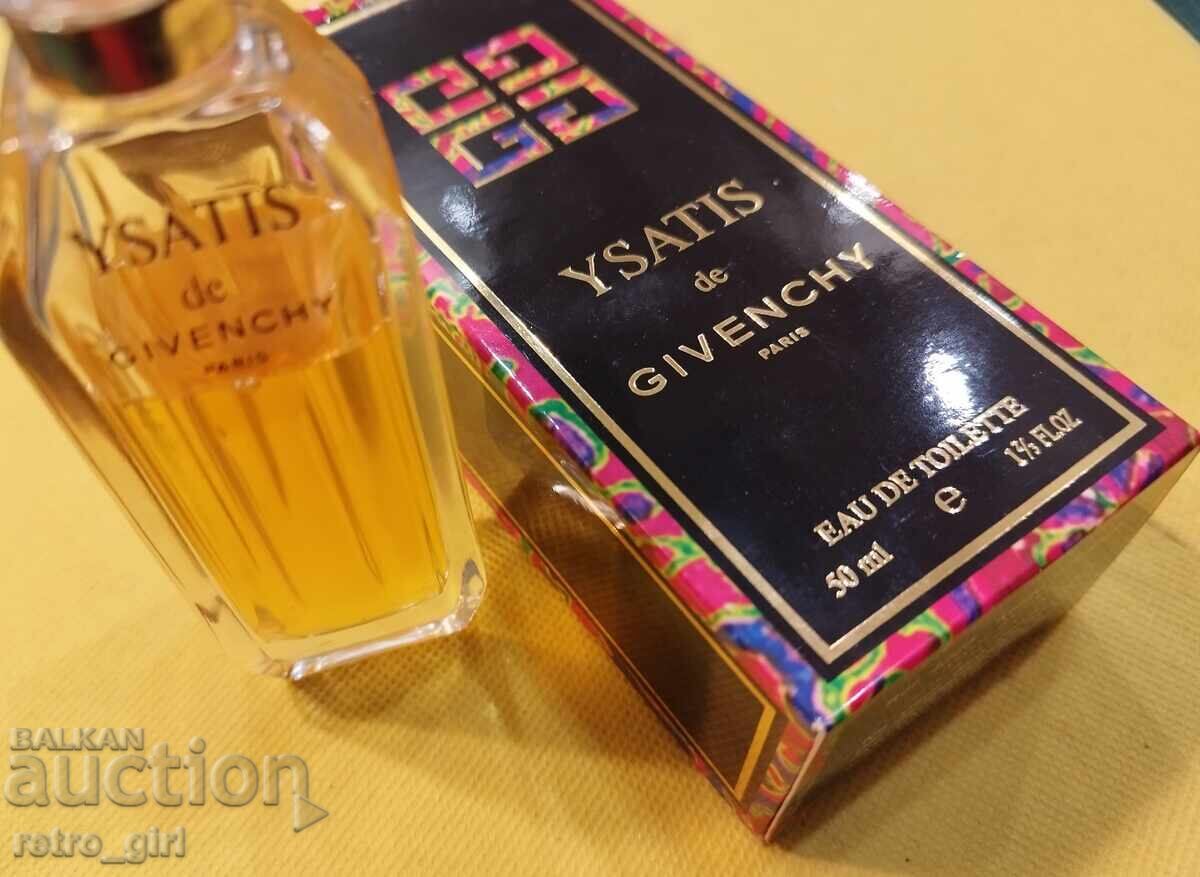 YSATIS
de
GIVENCHY
PARIS
YSATIS
de
GIVENCHY
PARIS
EAU DE TOILETTE
50 ml e 1⅔ FL.OZ
BALKAN
auction
retro_girl